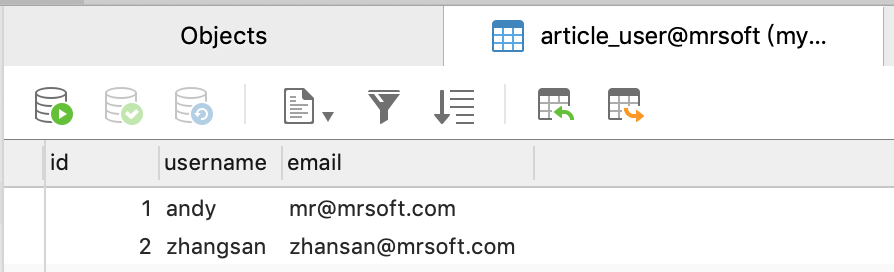 Objects
article_user@mrsoft (my...
id username email
1 andy mr@mrsoft.com
2 zhangsan zhansan@mrsoft.com